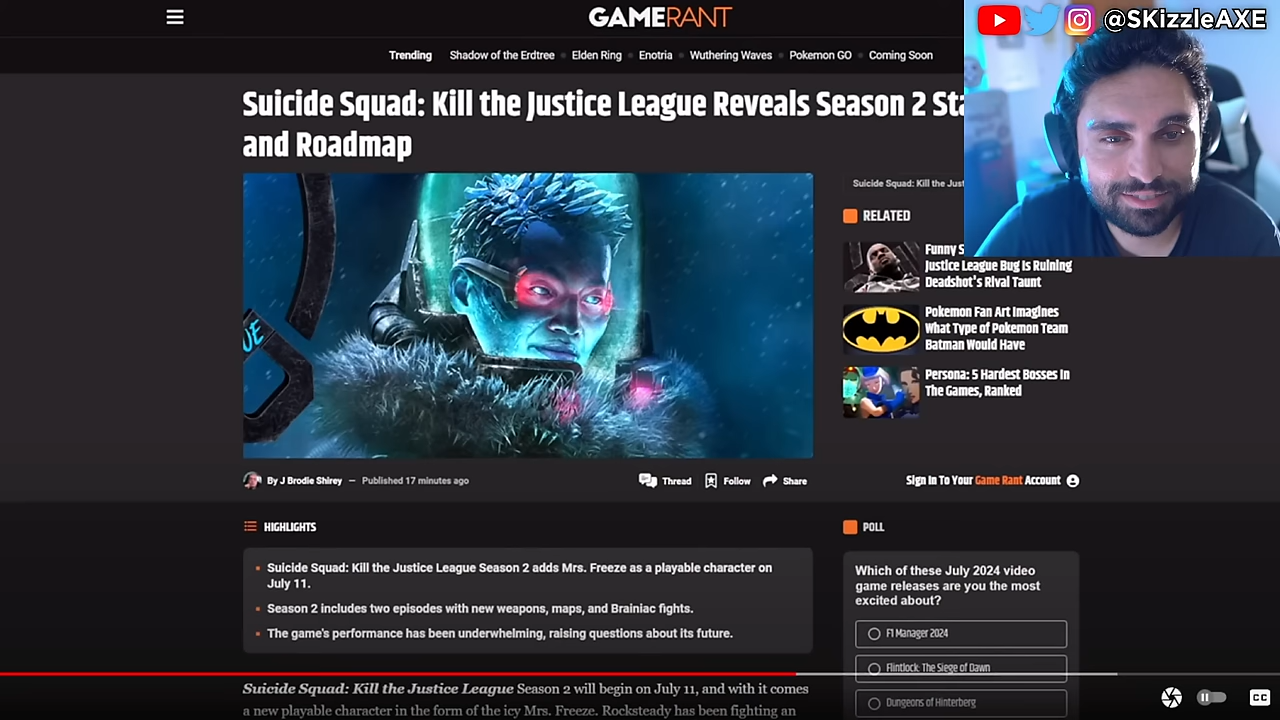 GAMERANT
@SKizzleAXE
Trending Shadow of the Erdtree Elden Ring Enotria Wuthering Waves Pokemon GO Coming Soon
Suicide Squad: Kill the Justice League Reveals Season 2
and Roadmap
Suicide Squad: Kill the
RELATED
Funny
Justice League Bug Is Ruining
Deadshot's Rival Taunt
Pokemon Fan Art Imagines
What Type of Pokemon Team
Batman Would Have
Persona: 5 Hardest Bosses In
The Games, Ranked
By J Brodie Shirey — Published 17 minutes ago
Thread Follow Share
Sign In To Your Game Rant Account
HIGHLIGHTS
Suicide Squad: Kill the Justice League Season 2 adds Mrs. Freeze as a playable character on
July 11.
Season 2 includes two episodes with new weapons, maps, and Brainiac fights.
The game's performance has been underwhelming, raising questions about its future.
Suicide Squad: Kill the Justice League Season 2 will begin on July 11, and with it comes
a new playable character in the form of the icy Mrs. Freeze. Rocksteady has been fighting an
POLL
Which of these July 2024 video
game releases are you the most
excited about?
F1 Manager 2024
Flintlock: The Siege of Dawn
Dungeons of Hinterberg
CC